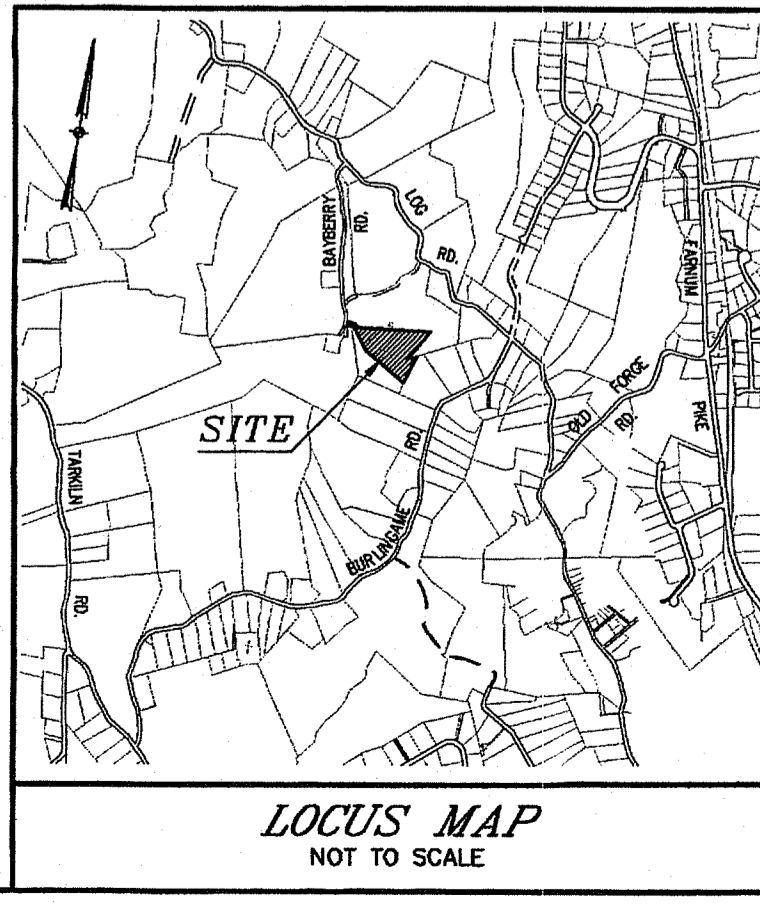 BAYBERRY RD.
LOG RD.
FARNUM PIKE
OLD FORGE RD.
SITE
BURLINGAME RD.
TARKILN RD.
LOCUS MAP
NOT TO SCALE